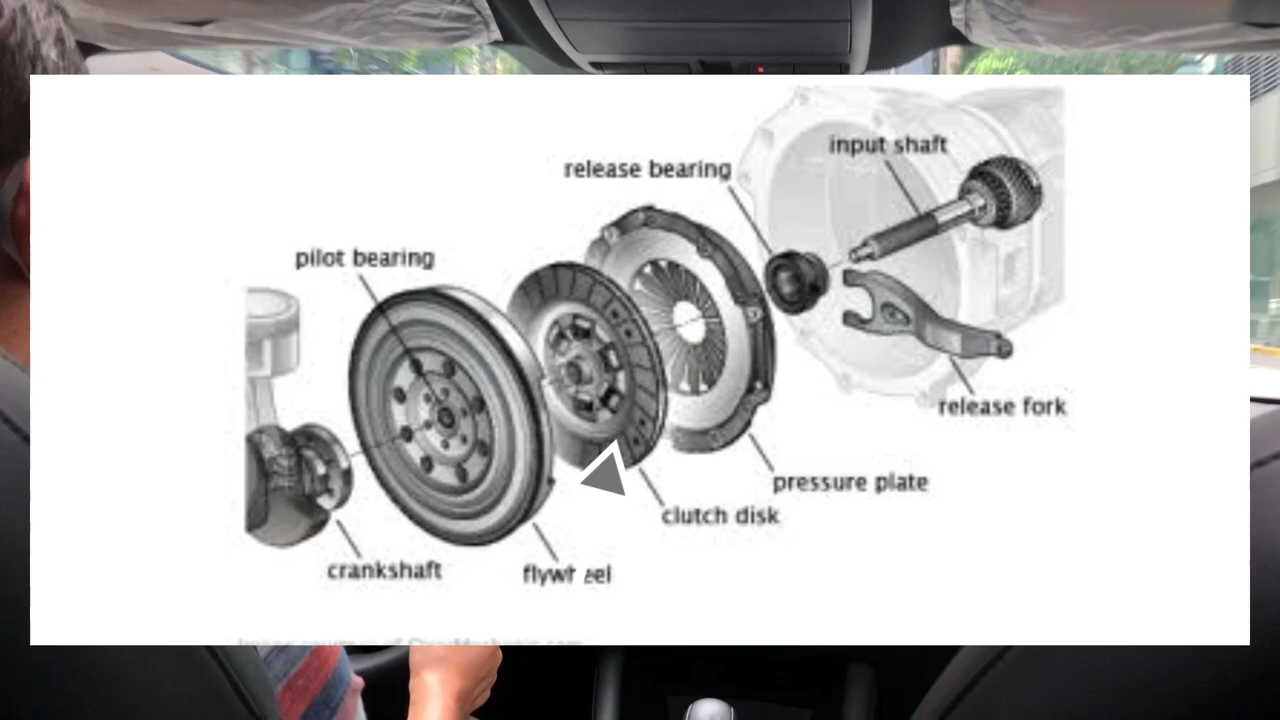 input shaft
release bearing
pilot bearing
release fork
pressure plate
clutch disk
crankshaft